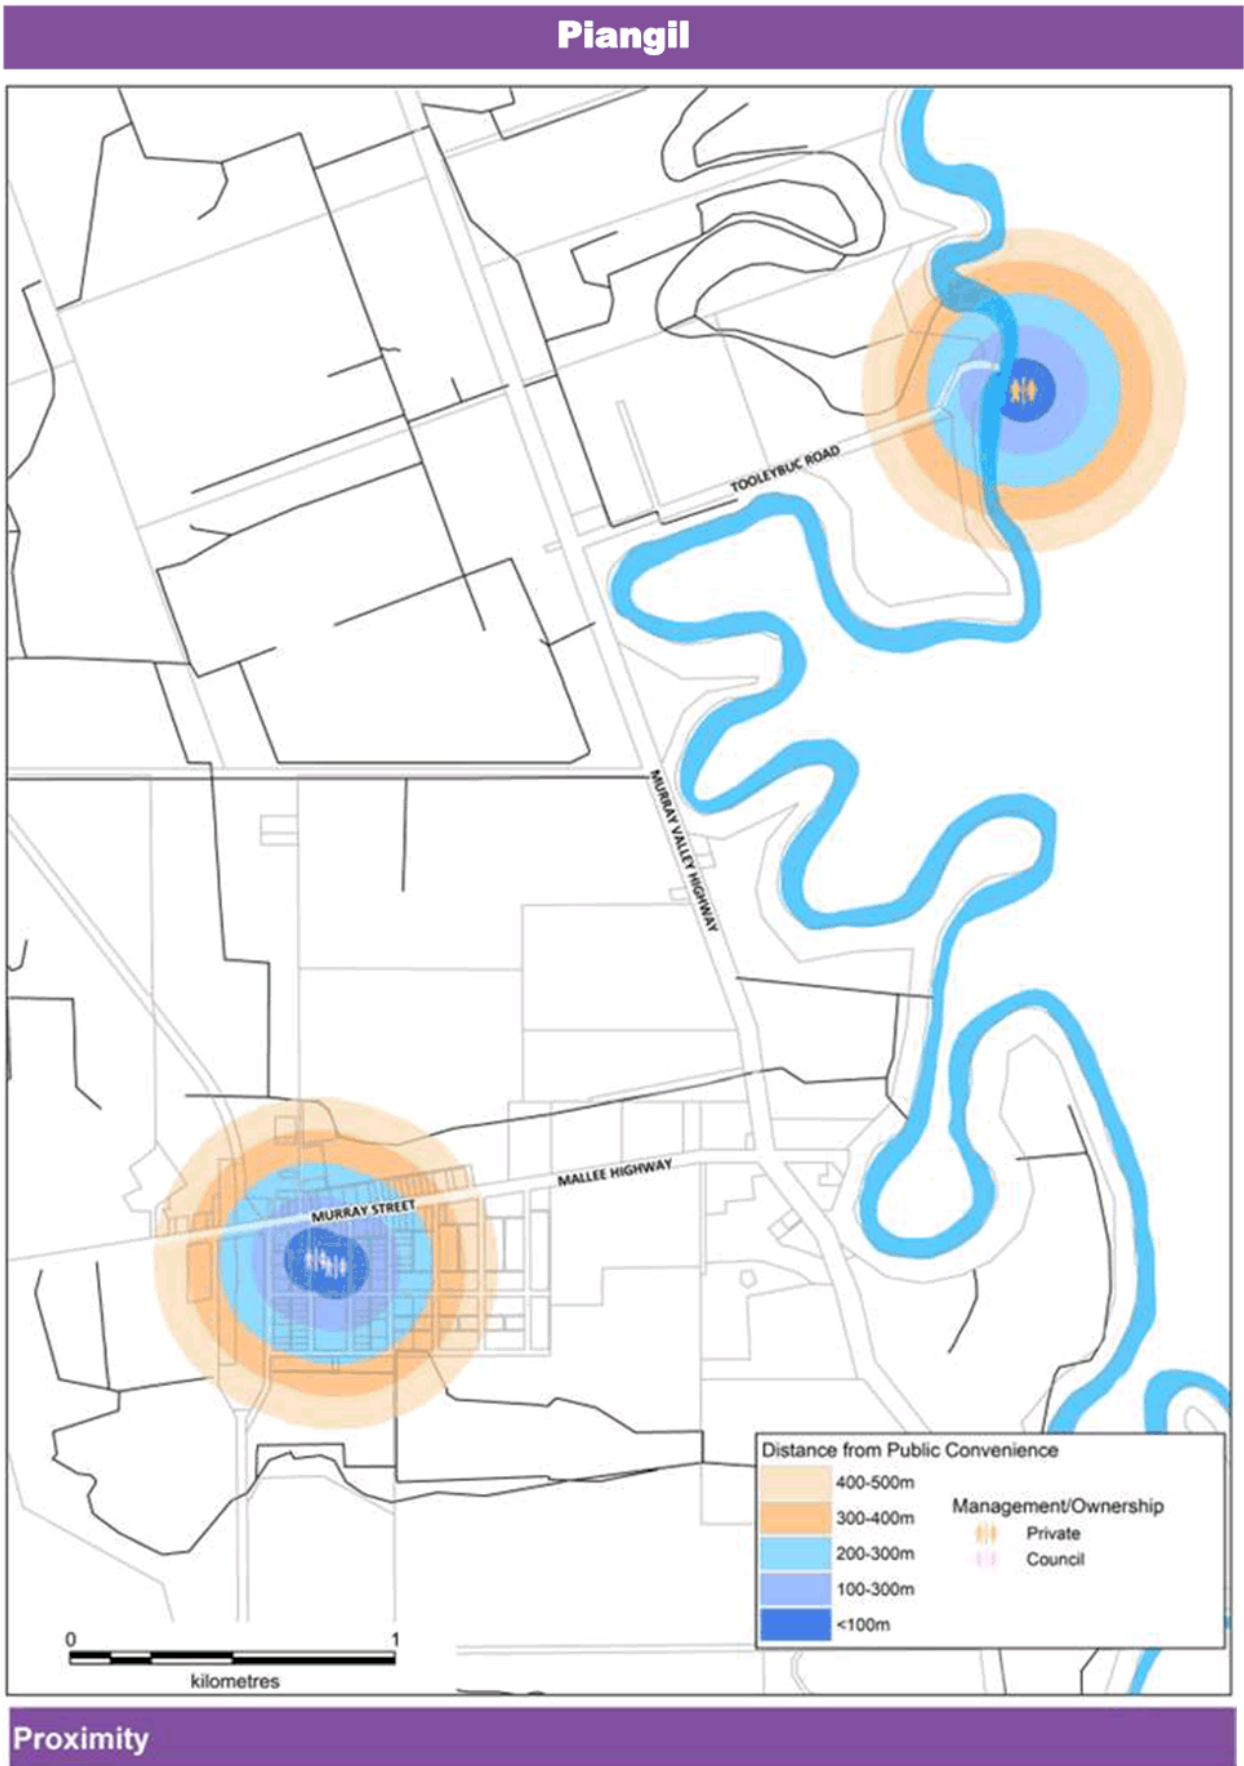 Piangil
TOOLEYBUC ROAD
MURRAY VALLEY HIGHWAY
MALLEE HIGHWAY
MURRAY STREET
Distance from Public Convenience
400-500m
300-400m
200-300m
100-300m
<100m
Management/Ownership
Private
Council
0 1
kilometres
Proximity